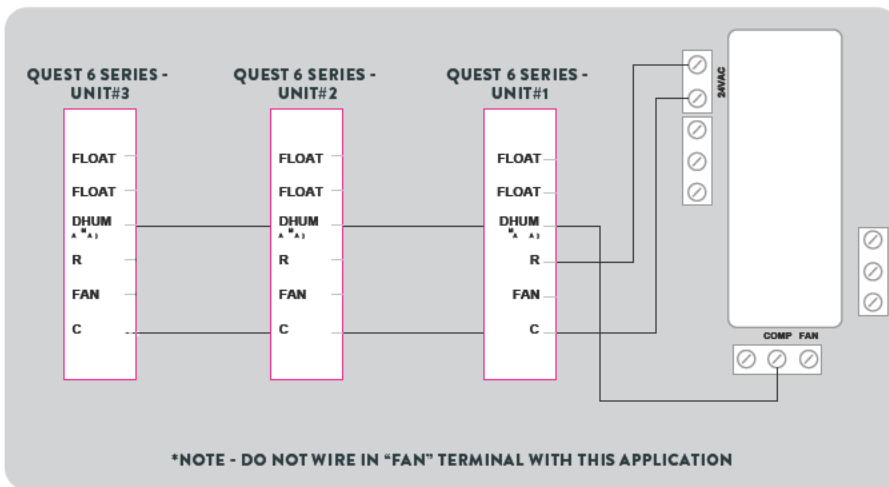 QUEST 6 SERIES -
UNIT#3
QUEST 6 SERIES -
UNIT#2
QUEST 6 SERIES -
UNIT#1
24VAC
FLOAT
FLOAT
DHUM
R
FAN
C
FLOAT
FLOAT
DHUM
R
FAN
C
FLOAT
FLOAT
DHUM
R
FAN
C
COMP FAN
*NOTE - DO NOT WIRE IN “FAN” TERMINAL WITH THIS APPLICATION